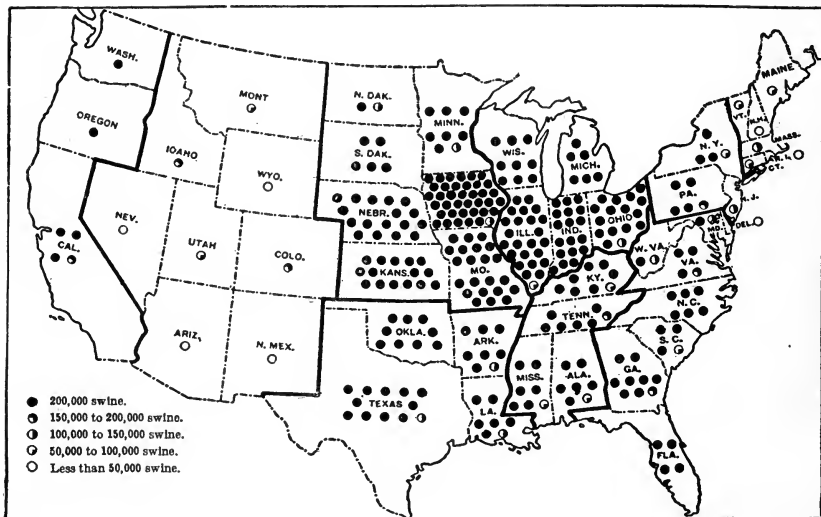 WASH.
OREGON
CAL.
NEV.
IOAHO
MONT
WYO.
UTAH
COLO.
ARIZ.
N. MEX.
N. DAK.
S. DAK.
NEBR.
KANS.
OKLA.
TEXAS
MINN.
MO.
ARK.
LA.
WIS.
MICH.
ILL.
IND.
OHIO
KY.
TENN.
MISS.
ALA.
GA.
FLA.
S. C.
N. C.
VA.
W. VA.
MD.
DEL.
N. J.
PA.
N. Y.
VT.
N.H.
MAINE
MASS.
CT.
200,000 swine.
150,000 to 200,000 swine.
100,000 to 150,000 swine.
50,000 to 100,000 swine.
Less than 50,000 swine.